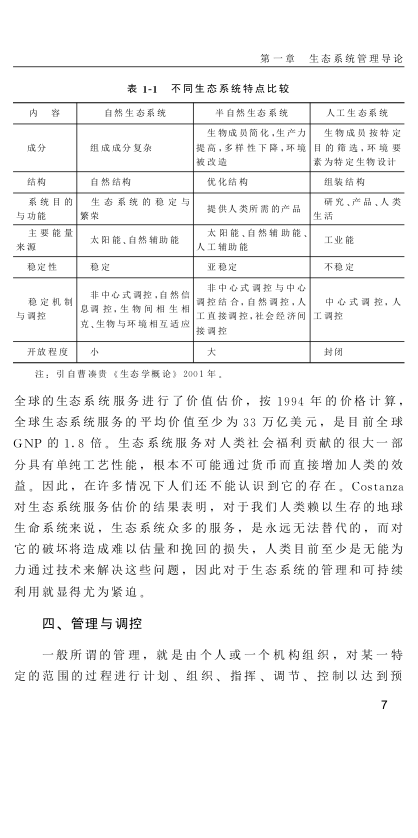 第一章 生态系统管理导论
表 1-1 不同生态系统特点比较
内 容 自然生态系统 半自然生态系统 人工生态系统
成分 组成成分复杂 生物成员简化,生产力提高,多样性下降,环境被改造 生物成员按特定目的筛选,环境要素为特定生物设计
结构 自然结构 优化结构 组装结构
系统目的与功能 生态系统的稳定与繁荣 提供人类所需的产品 研究、产品、人类生活
主要能量来源 太阳能、自然辅助能 太阳能、自然辅助能、人工辅助能 工业能
稳定性 稳定 亚稳定 不稳定
稳定机制与调控 非中心式调控,自然信息调控,生物间相生相克、生物与环境相互适应 非中心式调控与中心调控结合,自然调控,人工直接调控,社会经济间接调控 中心式调控,人工调控
开放程度 小 大 封闭
注:引自曹凑贵《生态学概论》2001年。
全球的生态系统服务进行了价值估价，按 1994 年的价格计算，
全球生态系统服务的平均价值至少为 33 万亿美元，是目前全球
GNP 的 1.8 倍。生态系统服务对人类社会福利贡献的很大一部
分具有单纯工艺性能，根本不可能通过货币而直接增加人类的效
益。因此，在许多情况下人们还不能认识到它的存在。Costanza
对生态系统服务估价的结果表明，对于我们人类赖以生存的地球
生命系统来说，生态系统众多的服务，是永远无法替代的，而对
它的破坏将造成难以估量和挽回的损失，人类目前至少是无能为
力通过技术来解决这些问题，因此对于生态系统的管理和可持续
利用就显得尤为紧迫。
四、管理与调控
一般所谓的管理，就是由个人或一个机构组织，对某一特
定的范围的过程进行计划、组织、指挥、调节、控制以达到预
7